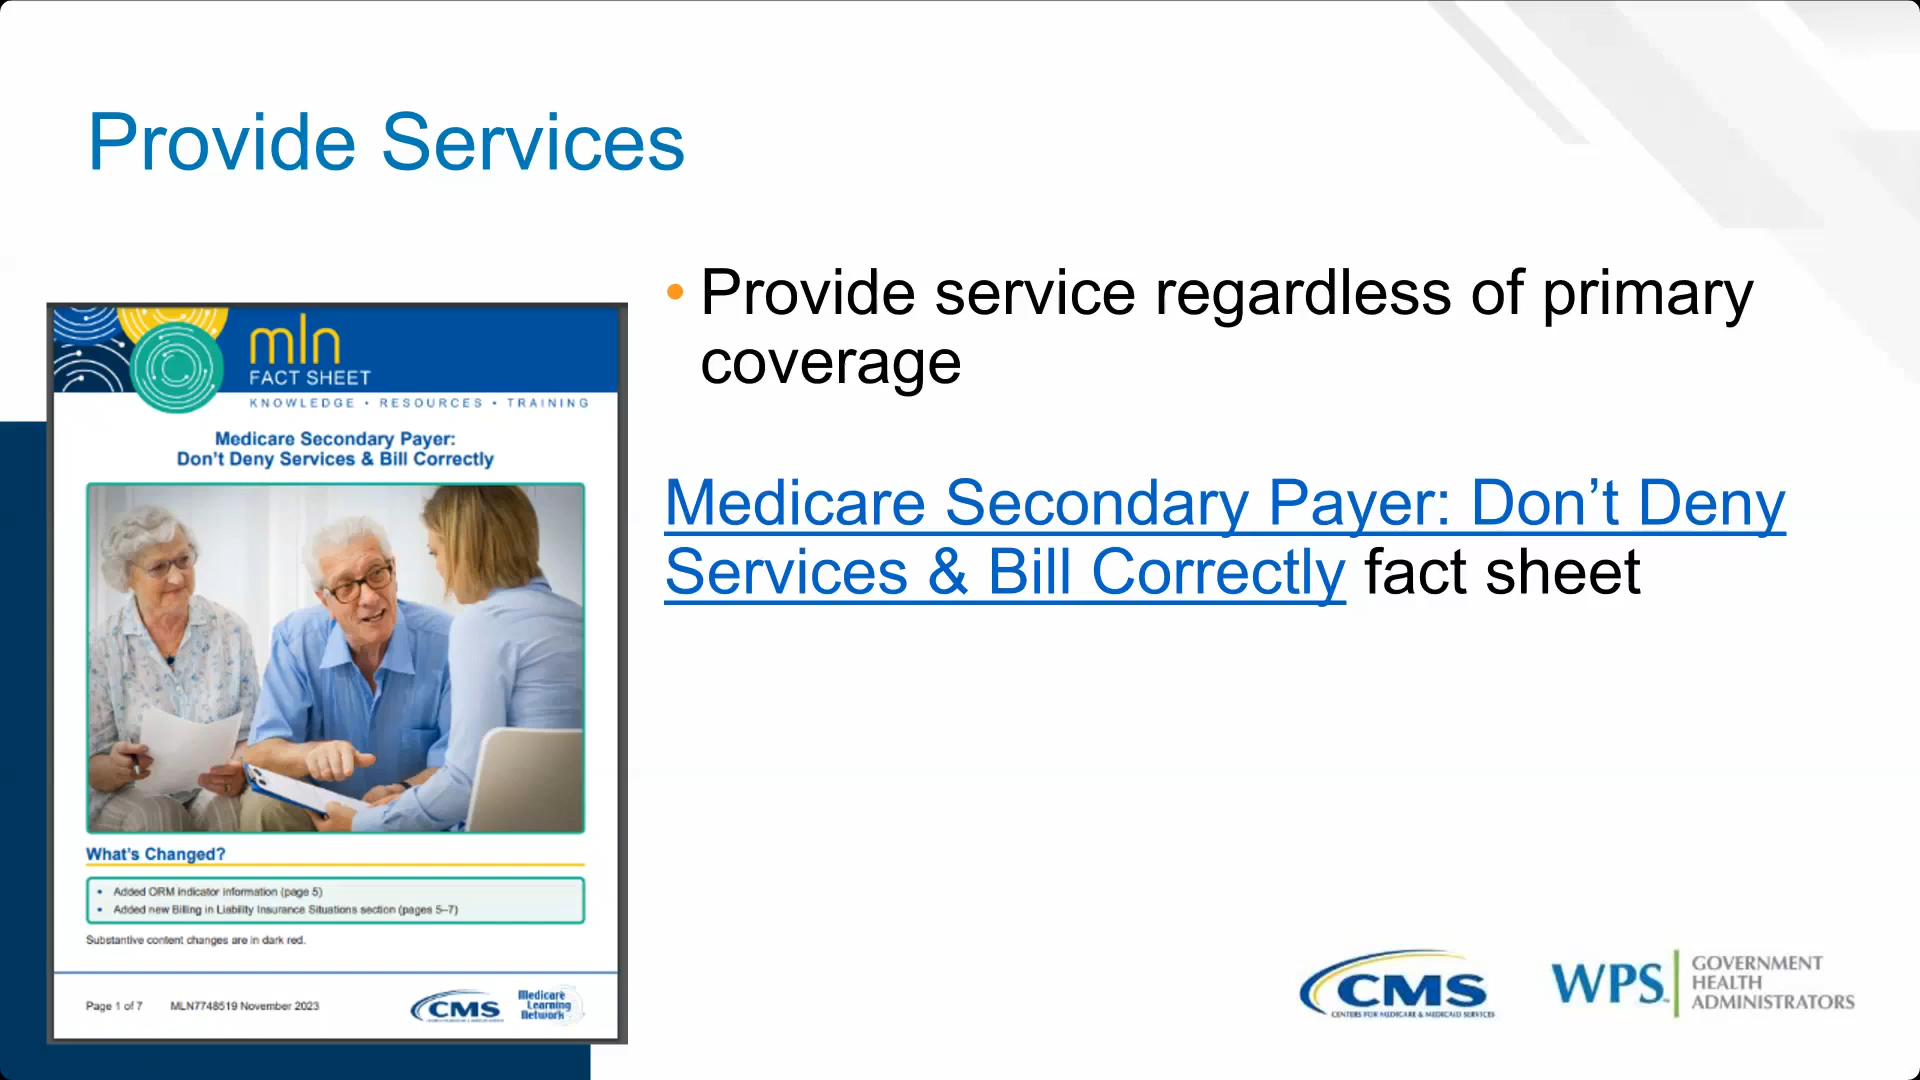 Provide Services
• Provide service regardless of primary
coverage
Medicare Secondary Payer: Don’t Deny
Services & Bill Correctly fact sheet
mln
FACT SHEET
KNOWLEDGE • RESOURCES • TRAINING
Medicare Secondary Payer:
Don’t Deny Services & Bill Correctly
What’s Changed?
• Added ORM indicator information (page 5)
• Added new Billing in Liability Insurance Situations section (pages 5–7)
Substantive content changes are in dark red.
Page 1 of 7 MLN7748519 November 2023
CMS
Medicare
Learning
Network
CMS
CENTERS FOR MEDICARE & MEDICAID SERVICES
WPS
GOVERNMENT
HEALTH
ADMINISTRATORS